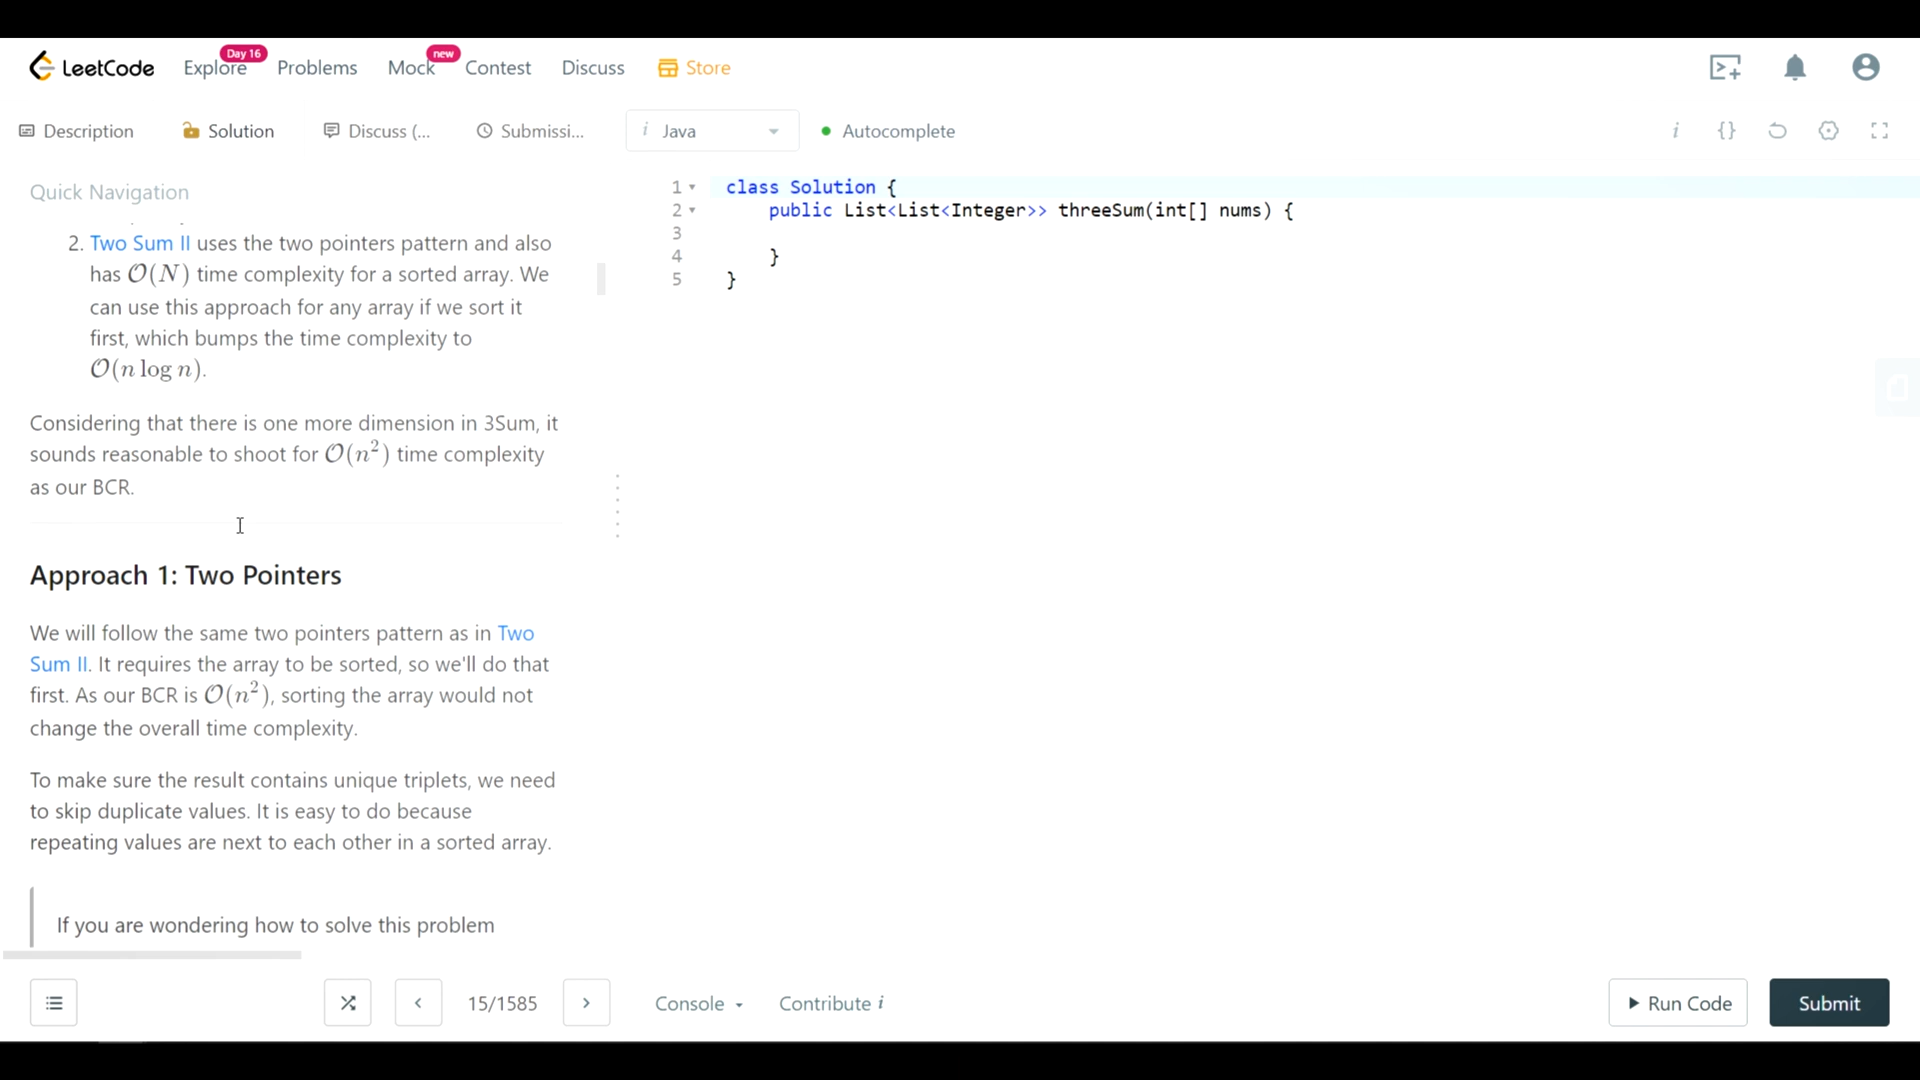 LeetCode Explore Day 16 Problems Mock new Contest Discuss Store
Description Solution Discuss (... Submissi... i Java Autocomplete i {}
Quick Navigation
2. Two Sum II uses the two pointers pattern and also
has O(N) time complexity for a sorted array. We
can use this approach for any array if we sort it
first, which bumps the time complexity to
O(n log n).
Considering that there is one more dimension in 3Sum, it
sounds reasonable to shoot for O(n²) time complexity
as our BCR.
Approach 1: Two Pointers
We will follow the same two pointers pattern as in Two
Sum II. It requires the array to be sorted, so we'll do that
first. As our BCR is O(n²), sorting the array would not
change the overall time complexity.
To make sure the result contains unique triplets, we need
to skip duplicate values. It is easy to do because
repeating values are next to each other in a sorted array.
If you are wondering how to solve this problem
1 class Solution {
2 public List<List<Integer>> threeSum(int[] nums) {
3
4 }
5 }
15/1585 Console Contribute i Run Code Submit